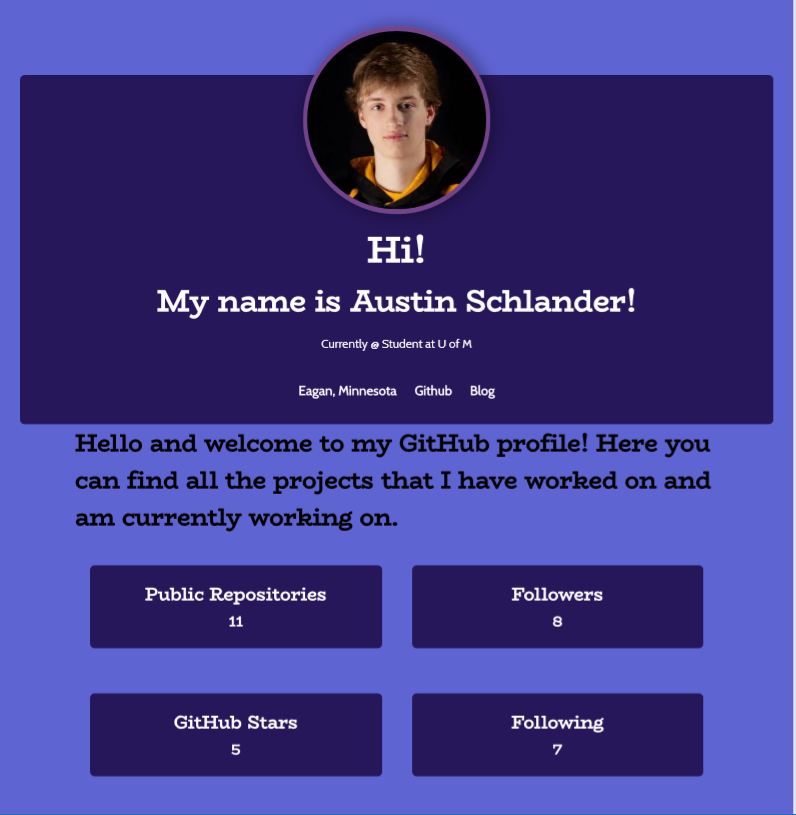 Hi!
My name is Austin Schlander!
Currently @ Student at U of M
Eagan, Minnesota Github Blog
Hello and welcome to my GitHub profile! Here you
can find all the projects that I have worked on and
am currently working on.
Public Repositories
11
Followers
8
GitHub Stars
5
Following
7